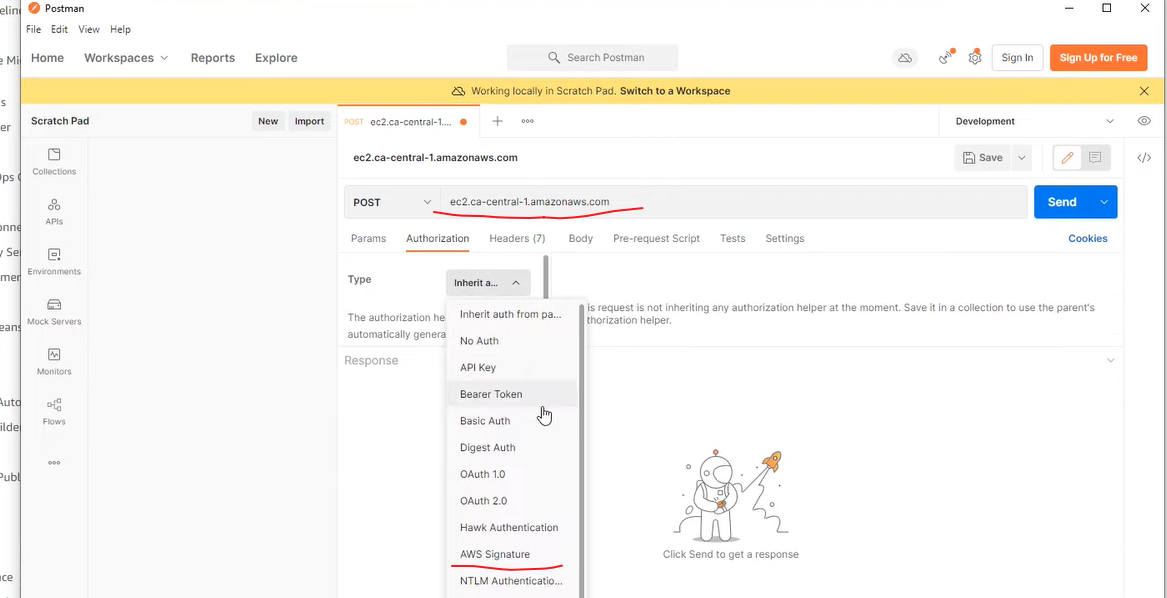 Postman
File Edit View Help
Home Workspaces Reports Explore Search Postman Sign In Sign Up for Free
Working locally in Scratch Pad. Switch to a Workspace
Scratch Pad New Import POST ec2.ca-central-1.... Development
ec2.ca-central-1.amazonaws.com Save
POST ec2.ca-central-1.amazonaws.com Send
Params Authorization Headers (7) Body Pre-request Script Tests Settings Cookies
Collections
APIs
Environments
Mock Servers
Monitors
Flows
Type Inherit a...
The authorization he
automatically genera
is request is not inheriting any authorization helper at the moment. Save it in a collection to use the parent's
thorization helper.
Response
Inherit auth from pa...
No Auth
API Key
Bearer Token
Basic Auth
Digest Auth
OAuth 1.0
OAuth 2.0
Hawk Authentication
AWS Signature
NTLM Authenticatio...
Click Send to get a response